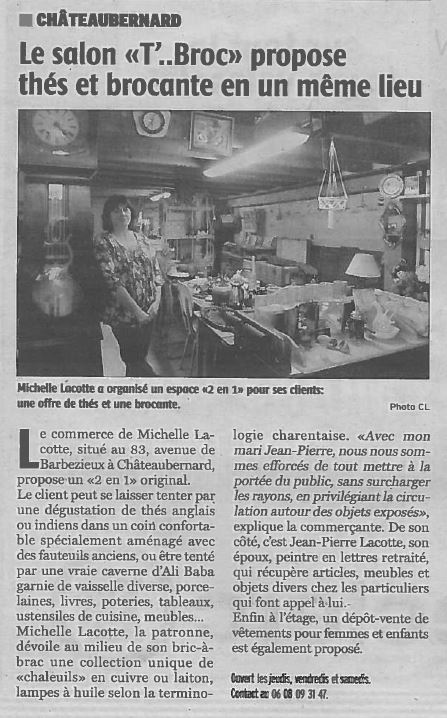 CHÂTEAUBERNARD
Le salon «T'..Broc» propose
thés et brocante en un même lieu
Michelle Lacotte a organisé un espace «2 en 1» pour ses clients:
une offre de thés et une brocante.
Photo CL
Le commerce de Michelle La-
cotte, situé au 83, avenue de
Barbezieux à Châteaubernard,
propose un «2 en 1» original.
Le client peut se laisser tenter par
une dégustation de thés anglais
ou indiens dans un coin conforta-
ble spécialement aménagé avec
des fauteuils anciens, ou être tenté
par une vraie caverne d'Ali Baba
garnie de vaisselle diverse, porce-
laines, livres, poteries, tableaux,
ustensiles de cuisine, meubles...
Michelle Lacotte, la patronne,
dévoile au milieu de son bric-à-
brac une collection unique de
«chaleuils» en cuivre ou laiton,
lampes à huile selon la termino-
logie charentaise. «Avec mon
mari Jean-Pierre, nous nous som-
mes efforcés de tout mettre à la
portée du public, sans surcharger
les rayons, en privilégiant la circu-
lation autour des objets exposés»,
explique la commerçante. De son
côté, c'est Jean-Pierre Lacotte, son
époux, peintre en lettres retraité,
qui récupère articles, meubles et
objets divers chez les particuliers
qui font appel à lui.
Enfin à l'étage, un dépôt-vente de
vêtements pour femmes et enfants
est également proposé.
Ouvert les jeudis, vendredis et samedis.
Contact au 06 08 09 31 47.